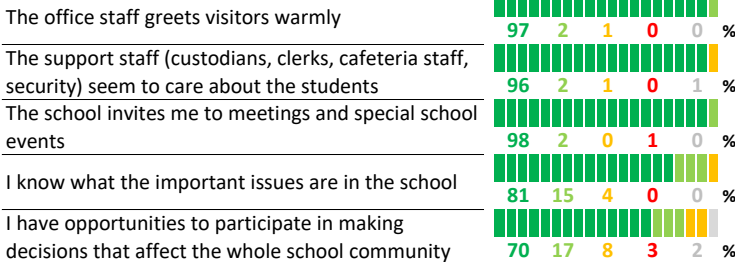 The office staff greets visitors warmly
97 2 1 0 0 %
The support staff (custodians, clerks, cafeteria staff,
security) seem to care about the students
96 2 1 0 1 %
The school invites me to meetings and special school
events
98 2 0 1 0 %
I know what the important issues are in the school
81 15 4 0 0 %
I have opportunities to participate in making
decisions that affect the whole school community
70 17 8 3 2 %